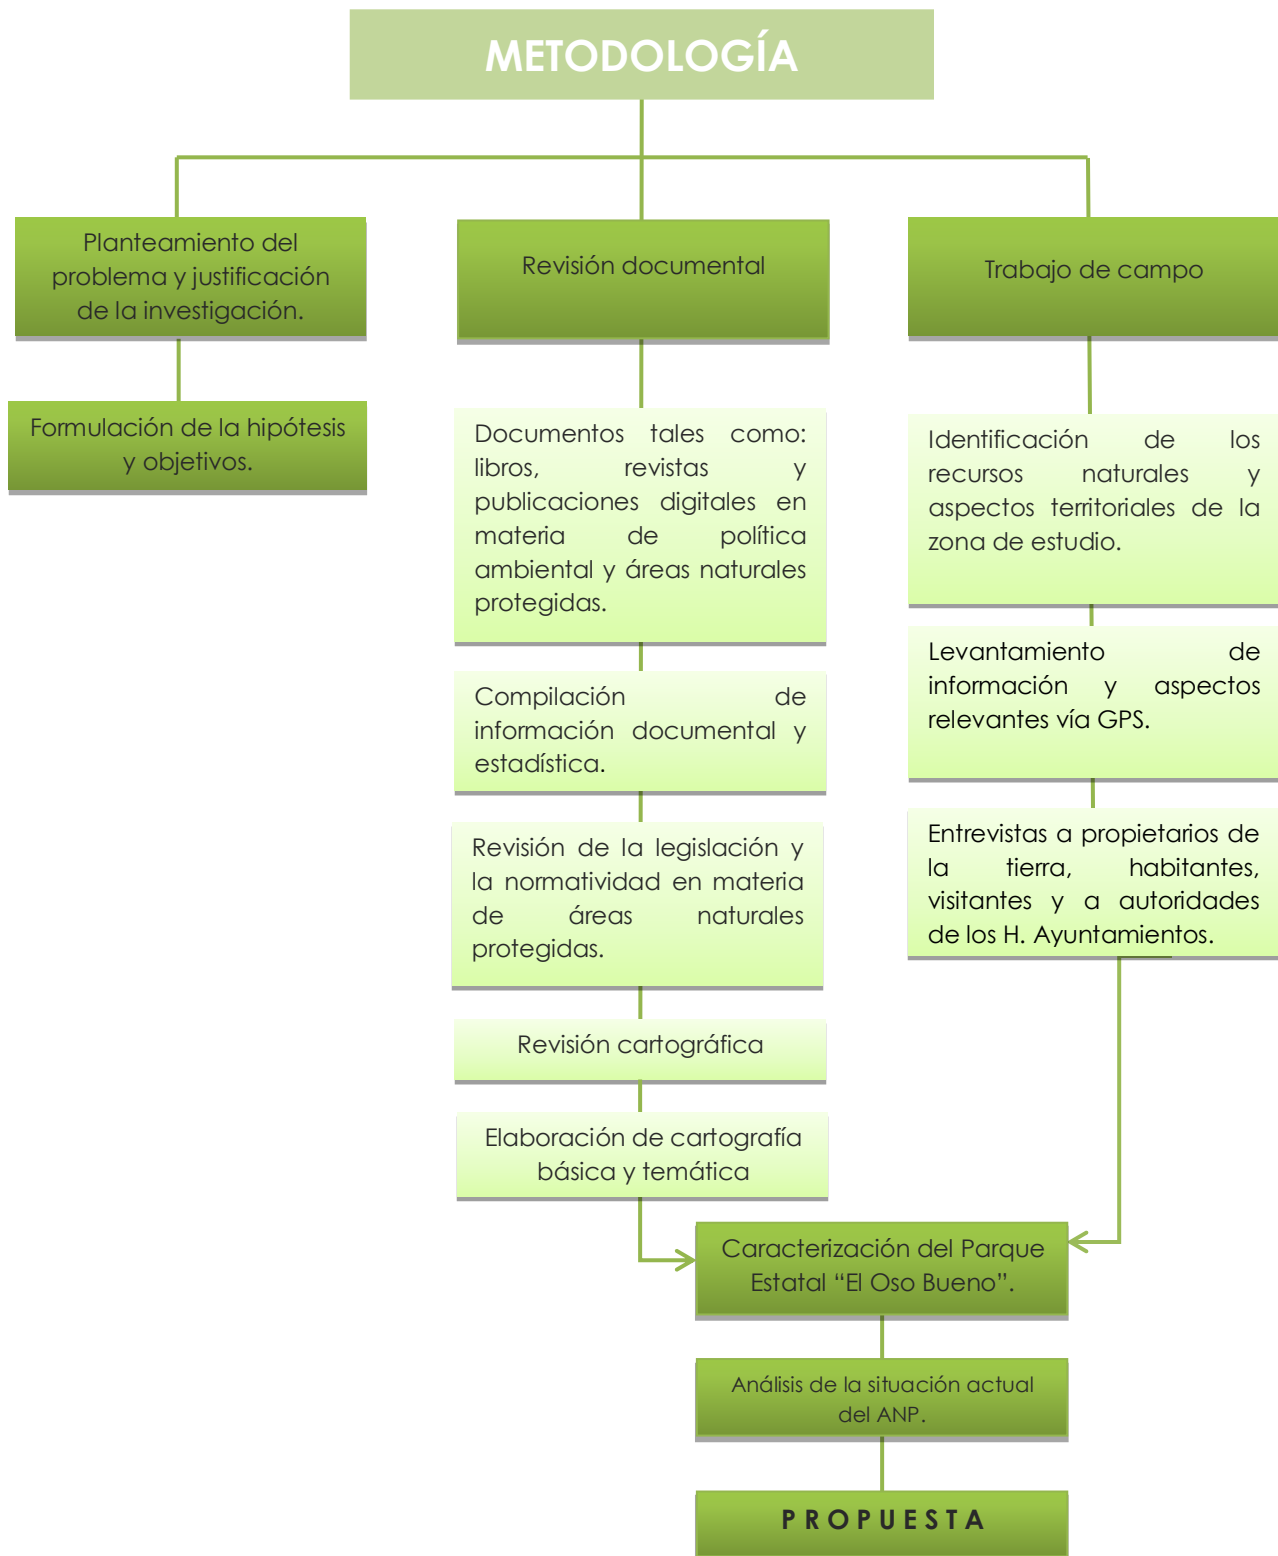 METODOLOGÍA
Planteamiento del
problema y justificación
de la investigación.
Formulación de la hipótesis
y objetivos.
Revisión documental
Documentos tales como:
libros, revistas y
publicaciones digitales en
materia de política
ambiental y áreas naturales
protegidas.
Compilación de
información documental y
estadística.
Revisión de la legislación y
la normatividad en materia
de áreas naturales
protegidas.
Revisión cartográfica
Elaboración de cartografía
básica y temática
Trabajo de campo
Identificación de los
recursos naturales y
aspectos territoriales de la
zona de estudio.
Levantamiento de
información y aspectos
relevantes vía GPS.
Entrevistas a propietarios de
la tierra, habitantes,
visitantes y a autoridades
de los H. Ayuntamientos.
Caracterización del Parque
Estatal “El Oso Bueno”.
Análisis de la situación actual
del ANP.
P R O P U E S T A